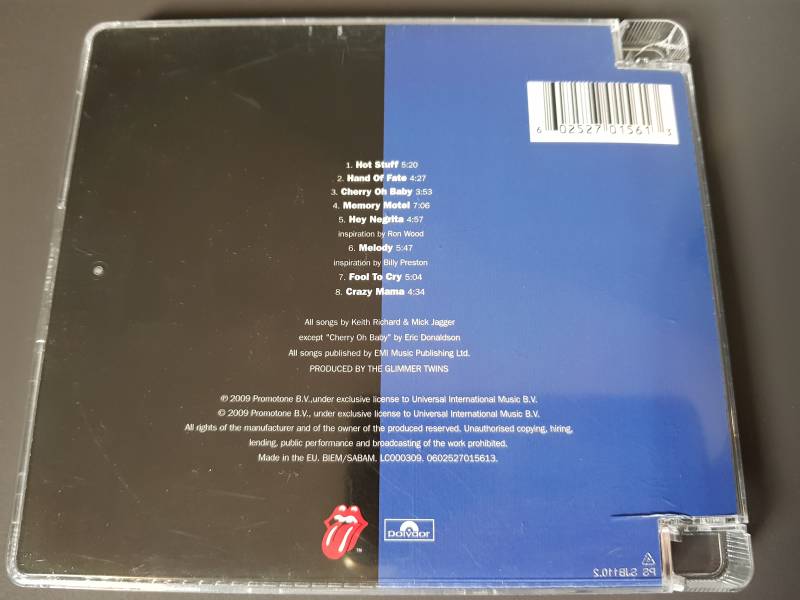 6 02527 01561 3
1. Hot Stuff 5:20
2. Hand Of Fate 4:27
3. Cherry Oh Baby 3:53
4. Memory Motel 7:06
5. Hey Negrita 4:57
inspiration by Ron Wood
6. Melody 5:47
inspiration by Billy Preston
7. Fool To Cry 5:04
8. Crazy Mama 4:34
All songs by Keith Richard & Mick Jagger
except "Cherry Oh Baby" by Eric Donaldson
All songs published by EMI Music Publishing Ltd.
PRODUCED BY THE GLIMMER TWINS
℗ 2009 Promotone B.V.,under exclusive license to Universal International Music B.V.
© 2009 Promotone B.V., under exclusive license to Universal International Music B.V.
All rights of the manufacturer and of the owner of the produced reserved. Unauthorised copying, hiring,
lending, public performance and broadcasting of the work prohibited.
Made in the EU. BIEM/SABAM. LC000309. 0602527015613.
TM
Polydor
PS SJB110.2